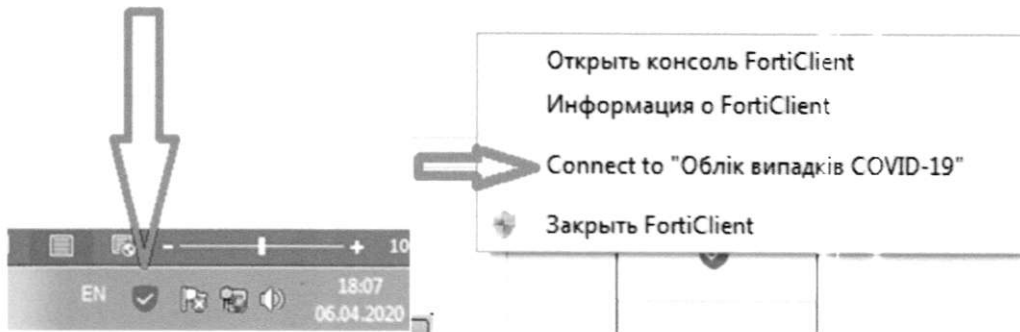 10
EN
18:07
06.04.2020
Открыть консоль FortiClient
Информация о FortiClient
Connect to "Облік випадків COVID-19"
Закрыть FortiClient